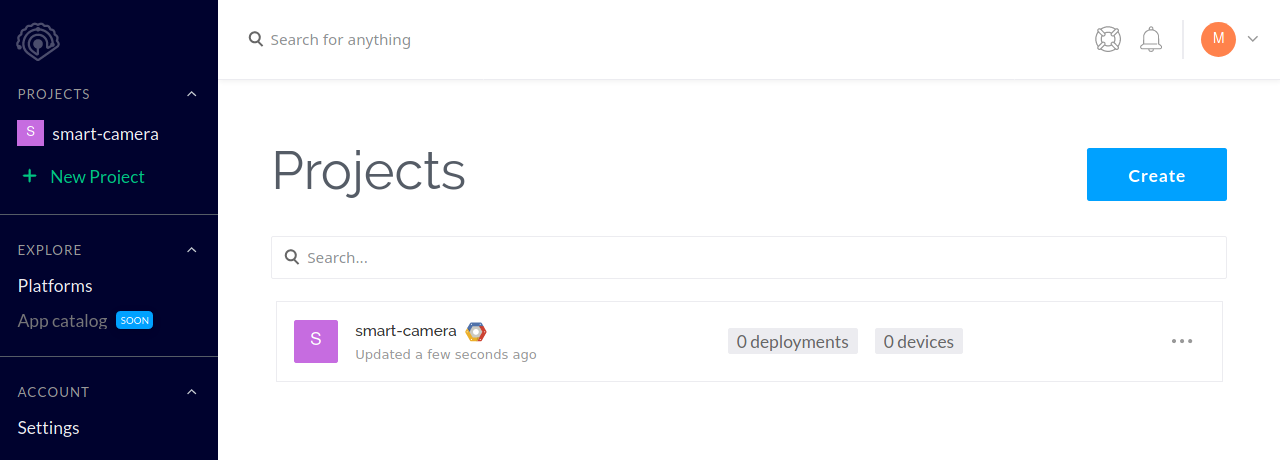 Search for anything
M
PROJECTS
S smart-camera
+ New Project
EXPLORE
Platforms
App catalog SOON
ACCOUNT
Settings
Projects
Create
Search...
S
smart-camera
Updated a few seconds ago
0 deployments
0 devices